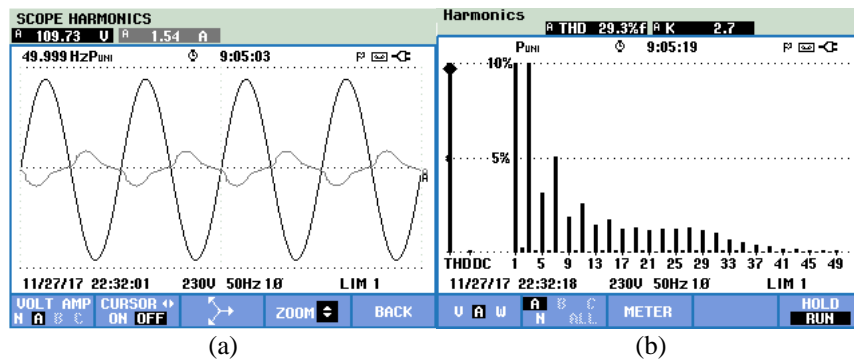 SCOPE HARMONICS
A 109.73 V A 1.54 A
49.999 HzPUNI 9:05:03
A
11/27/17 22:32:01 230V 50Hz 1Ø LIM 1
VOLT AMP CURSOR ZOOM BACK
N A B C ON OFF
(a)
Harmonics
A THD 29.3%f A K 2.7
PUNI 9:05:19
10%
5%
THDDC 1 5 9 13 17 21 25 29 33 37 41 45 49
11/27/17 22:32:18 230V 50Hz 1Ø LIM 1
V A W A B C METER HOLD
N ALL RUN
(b)